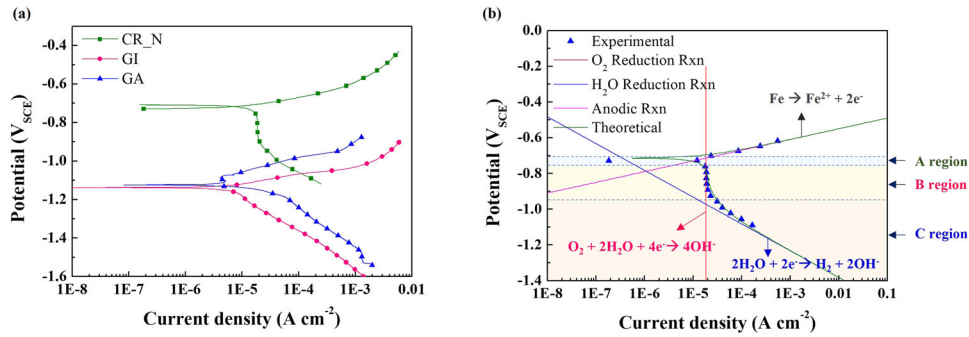 (a)
-0.4
-0.6
-0.8
-1.0
-1.2
-1.4
-1.6
Potential (V_SCE)
CR_N
GI
GA
1E-8 1E-7 1E-6 1E-5 1E-4 1E-3 0.01
Current density (A cm⁻²)
(b)
0.0
-0.2
-0.4
-0.6
-0.8
-1.0
-1.2
-1.4
Potential (V_SCE)
Experimental
O₂ Reduction Rxn
H₂O Reduction Rxn
Anodic Rxn
Theoretical
Fe → Fe²⁺ + 2e⁻
A region
B region
C region
O₂ + 2H₂O + 4e⁻→ 4OH⁻
2H₂O + 2e⁻→ H₂ + 2OH⁻
1E-8 1E-7 1E-6 1E-5 1E-4 1E-3 0.01 0.1
Current density (A cm⁻²)